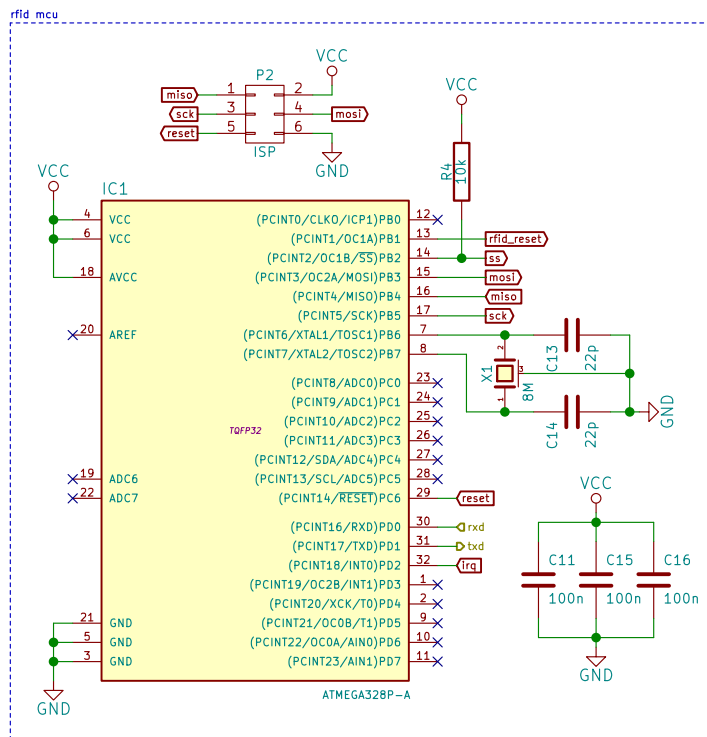 rfid mcu
P2
VCC
miso 1 2
sck 3 4 mosi
reset 5 6
ISP
GND
VCC
R4
10k
VCC
IC1
4 VCC (PCINT0/CLKO/ICP1)PB0 12
6 VCC (PCINT1/OC1A)PB1 13 rfid_reset
(PCINT2/OC1B/SS)PB2 14 ss
18 AVCC (PCINT3/OC2A/MOSI)PB3 15 mosi
(PCINT4/MISO)PB4 16 miso
(PCINT5/SCK)PB5 17 sck
20 AREF (PCINT6/XTAL1/TOSC1)PB6 7
(PCINT7/XTAL2/TOSC2)PB7 8
C13
22p
X1
8M
2
3
1
GND
C14
22p
(PCINT8/ADC0)PC0 23
(PCINT9/ADC1)PC1 24
(PCINT10/ADC2)PC2 25
TQFP32
(PCINT11/ADC3)PC3 26
(PCINT12/SDA/ADC4)PC4 27
19 ADC6 (PCINT13/SCL/ADC5)PC5 28
22 ADC7 (PCINT14/RESET)PC6 29 reset
(PCINT16/RXD)PD0 30 rxd
(PCINT17/TXD)PD1 31 txd
(PCINT18/INT0)PD2 32 irq
(PCINT19/OC2B/INT1)PD3 1
(PCINT20/XCK/T0)PD4 2
21 GND (PCINT21/OC0B/T1)PD5 9
5 GND (PCINT22/OC0A/AIN0)PD6 10
3 GND (PCINT23/AIN1)PD7 11
GND
ATMEGA328P-A
VCC
C11 C15 C16
100n 100n 100n
GND